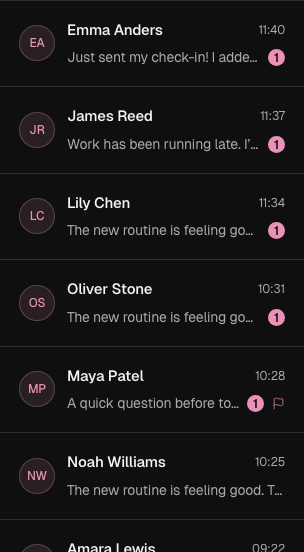 Emma Anders 11:40
EA
Just sent my check-in! I adde... 1
James Reed 11:37
JR
Work has been running late. I'... 1
Lily Chen 11:34
LC
The new routine is feeling go... 1
Oliver Stone 10:31
OS
The new routine is feeling go... 1
Maya Patel 10:28
MP
A quick question before to... 1
Noah Williams 10:25
NW
The new routine is feeling good. T...
Amara Lewis 09:22